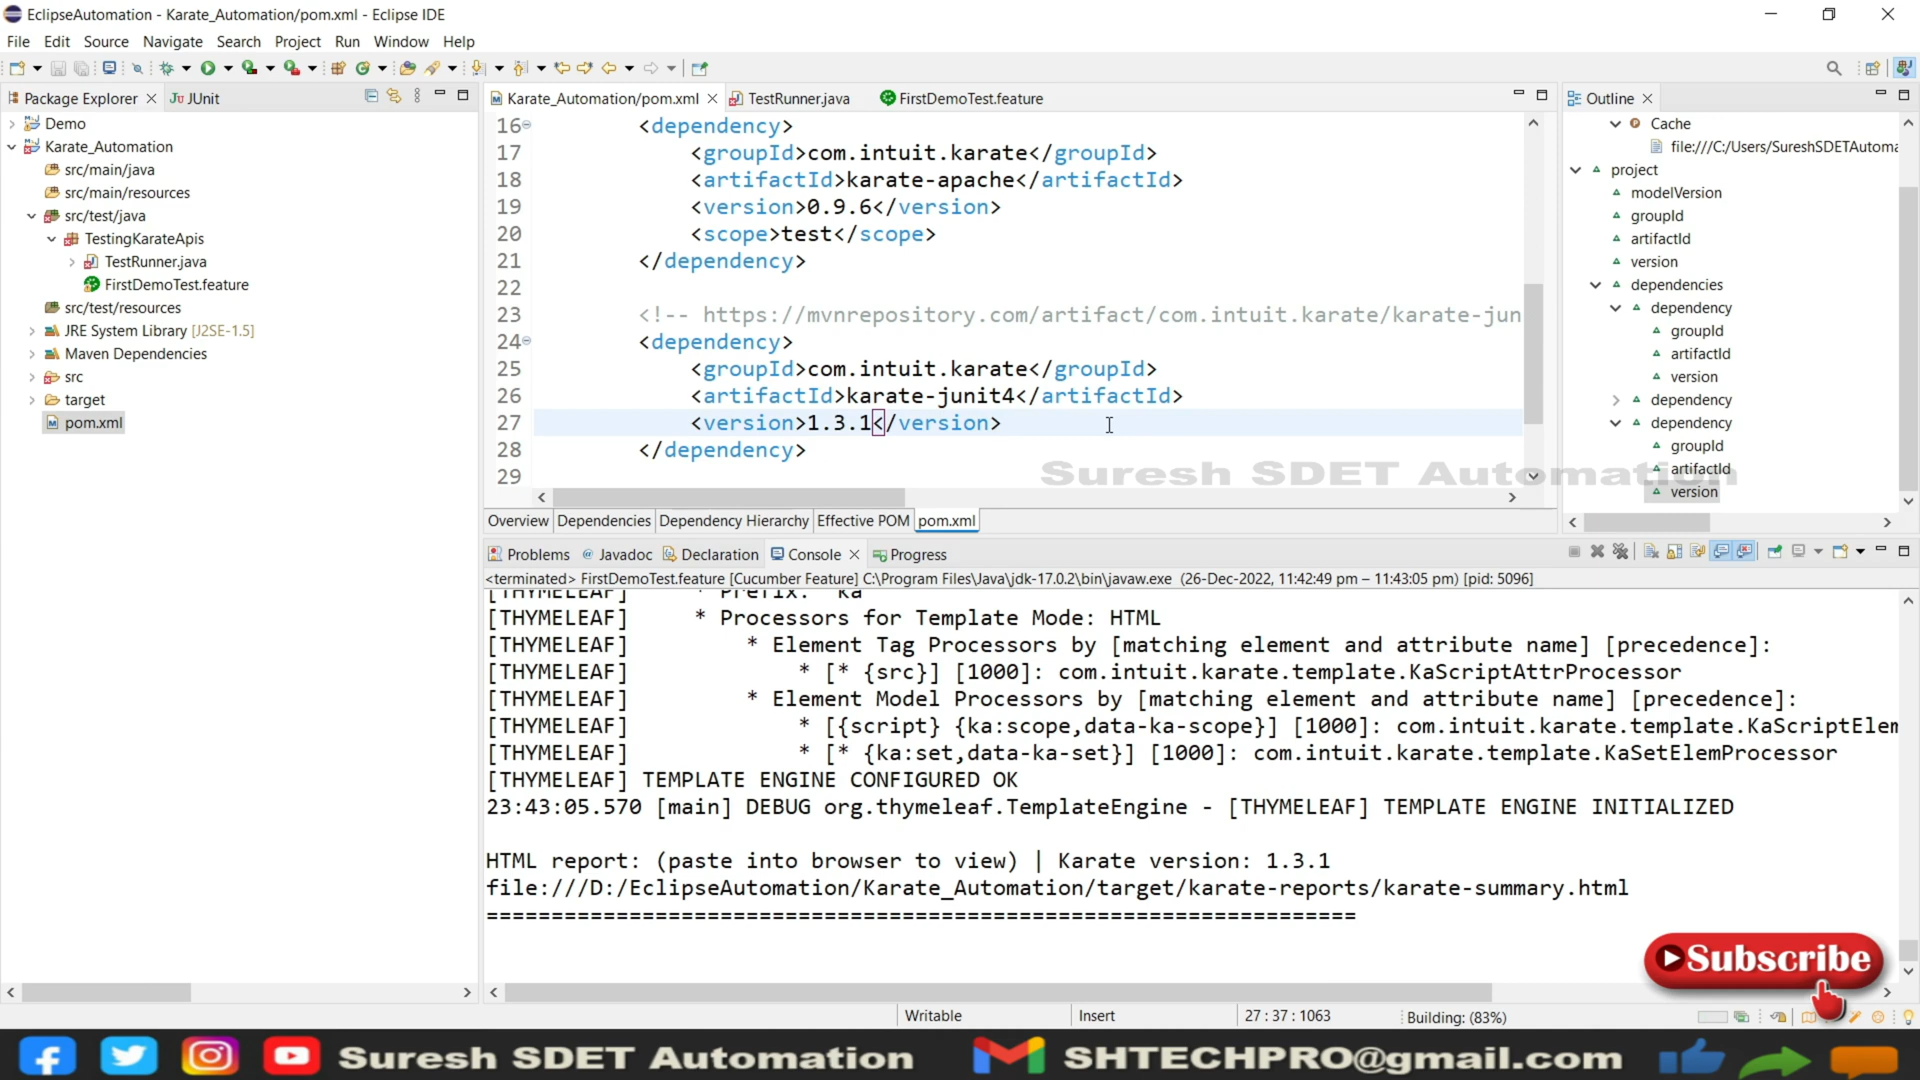 EclipseAutomation - Karate_Automation/pom.xml - Eclipse IDE
File Edit Source Navigate Search Project Run Window Help
Package Explorer JUnit
Demo
Karate_Automation
src/main/java
src/main/resources
src/test/java
TestingKarateApis
TestRunner.java
FirstDemoTest.feature
src/test/resources
JRE System Library [J2SE-1.5]
Maven Dependencies
src
target
pom.xml
Karate_Automation/pom.xml TestRunner.java FirstDemoTest.feature
16 <dependency>
17 <groupId>com.intuit.karate</groupId>
18 <artifactId>karate-apache</artifactId>
19 <version>0.9.6</version>
20 <scope>test</scope>
21 </dependency>
22
23 <!-- https://mvnrepository.com/artifact/com.intuit.karate/karate-jun
24 <dependency>
25 <groupId>com.intuit.karate</groupId>
26 <artifactId>karate-junit4</artifactId>
27 <version>1.3.1</version>
28 </dependency>
29
Suresh SDET Automation
Overview Dependencies Dependency Hierarchy Effective POM pom.xml
Outline
Cache
file:///C:/Users/SureshSDETAutoma
project
modelVersion
groupId
artifactId
version
dependencies
dependency
groupId
artifactId
version
dependency
dependency
groupId
artifactId
version
Problems Javadoc Declaration Console Progress
<terminated> FirstDemoTest.feature [Cucumber Feature] C:\Program Files\Java\jdk-17.0.2\bin\javaw.exe (26-Dec-2022, 11:42:49 pm – 11:43:05 pm) [pid: 5096]
[THYMELEAF] * Prefix: ka
[THYMELEAF] * Processors for Template Mode: HTML
[THYMELEAF] * Element Tag Processors by [matching element and attribute name] [precedence]:
[THYMELEAF] * [* {src}] [1000]: com.intuit.karate.template.KaScriptAttrProcessor
[THYMELEAF] * Element Model Processors by [matching element and attribute name] [precedence]:
[THYMELEAF] * [{script} {ka:scope,data-ka-scope}] [1000]: com.intuit.karate.template.KaScriptElem
[THYMELEAF] * [* {ka:set,data-ka-set}] [1000]: com.intuit.karate.template.KaSetElemProcessor
[THYMELEAF] TEMPLATE ENGINE CONFIGURED OK
23:43:05.570 [main] DEBUG org.thymeleaf.TemplateEngine - [THYMELEAF] TEMPLATE ENGINE INITIALIZED
HTML report: (paste into browser to view) | Karate version: 1.3.1
file:///D:/EclipseAutomation/Karate_Automation/target/karate-reports/karate-summary.html
===================================================================
Subscribe
Writable Insert 27 : 37 : 1063 Building: (83%)
Suresh SDET Automation SHTECHPRO@gmail.com